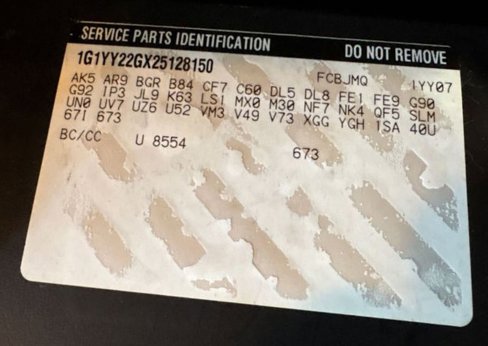 SERVICE PARTS IDENTIFICATION DO NOT REMOVE
1G1YY22GX25128150 FCBJMQ 1YY07
AK5 AR9 BGR B84 CF7 C60 DL5 DL8 FE1 FE9 G90
G92 IP3 JL9 K63 LS1 MX0 M30 NF7 NK4 QF5 SLM
UN0 UV7 UZ6 U52 VM3 V49 V73 XGG YGH 1SA 40U
67I 673
BC/CC U 8554 673